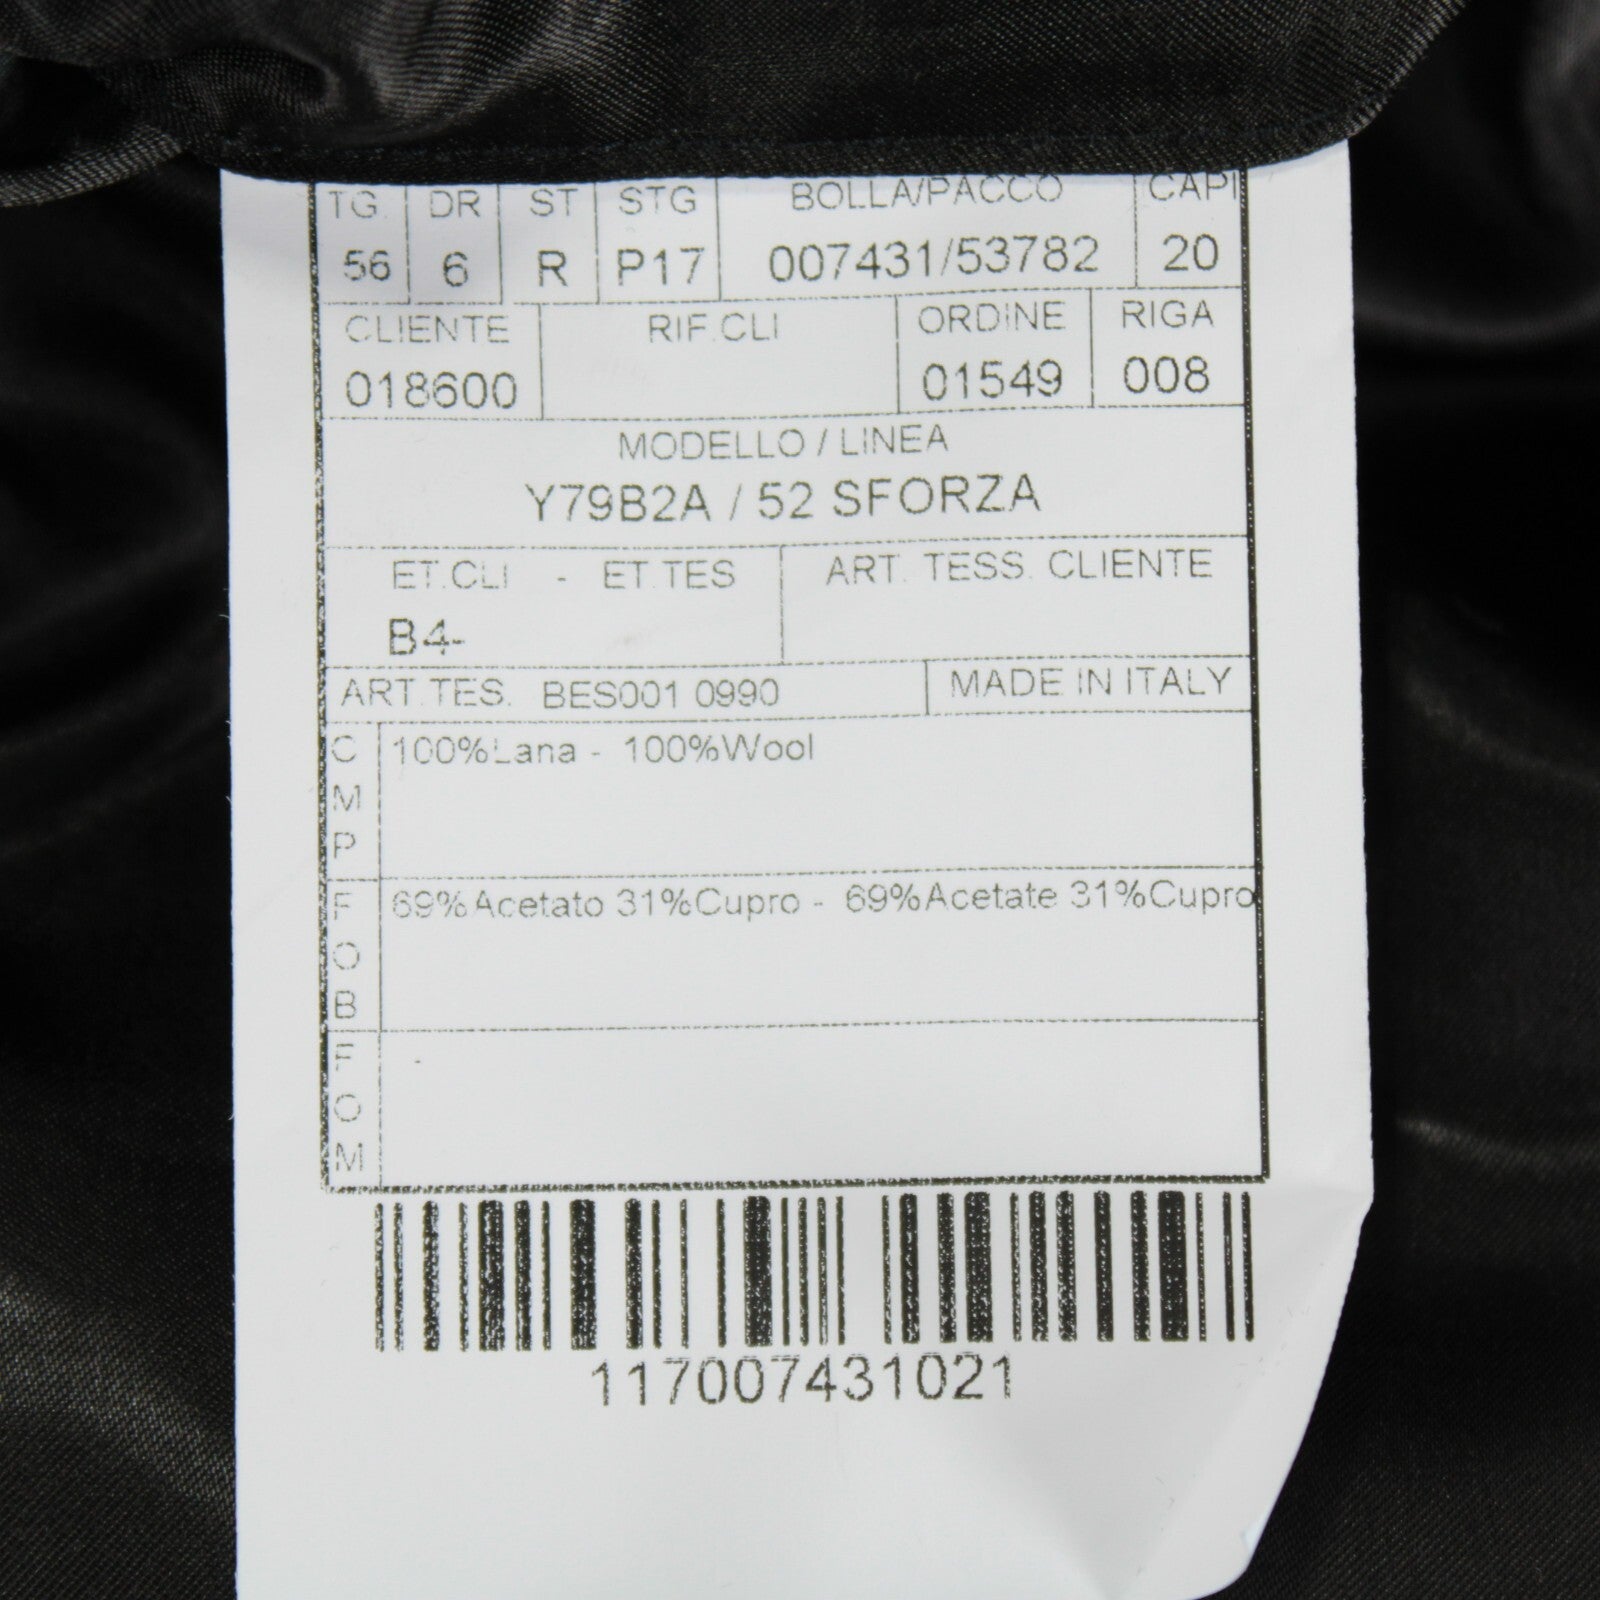 TG. DR ST STG BOLLA/PACCO CAPI
56 6 R P17 007431/53782 20
CLIENTE RIF.CLI ORDINE RIGA
018600 01549 008
MODELLO / LINEA
Y79B2A / 52 SFORZA
ET.CLI - ET.TES ART. TESS. CLIENTE
B4-
ART.TES. BES001 0990 MADE IN ITALY
C 100%Lana - 100%Wool
M
P
F 69%Acetato 31%Cupro - 69%Acetate 31%Cupro
O
B
F
O
M
117007431021